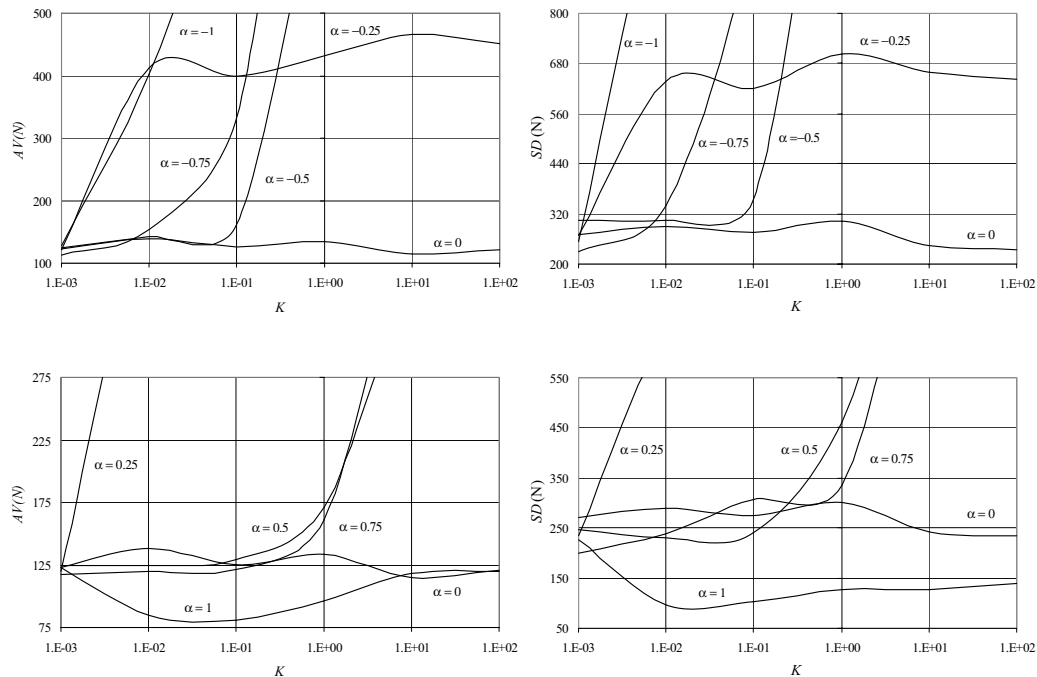 500
400
300
200
100
AV(N)
α = −1
α = −0.25
α = −0.75
α = −0.5
α = 0
1.E-03 1.E-02 1.E-01 1.E+00 1.E+01 1.E+02
K
800
680
560
440
320
200
SD (N)
α = −1
α = −0.25
α = −0.75
α = −0.5
α = 0
1.E-03 1.E-02 1.E-01 1.E+00 1.E+01 1.E+02
K
275
225
175
125
75
AV(N)
α = 0.25
α = 0.5
α = 0.75
α = 0
α = 1
1.E-03 1.E-02 1.E-01 1.E+00 1.E+01 1.E+02
K
550
450
350
250
150
50
SD (N)
α = 0.25
α = 0.5
α = 0.75
α = 0
α = 1
1.E-03 1.E-02 1.E-01 1.E+00 1.E+01 1.E+02
K